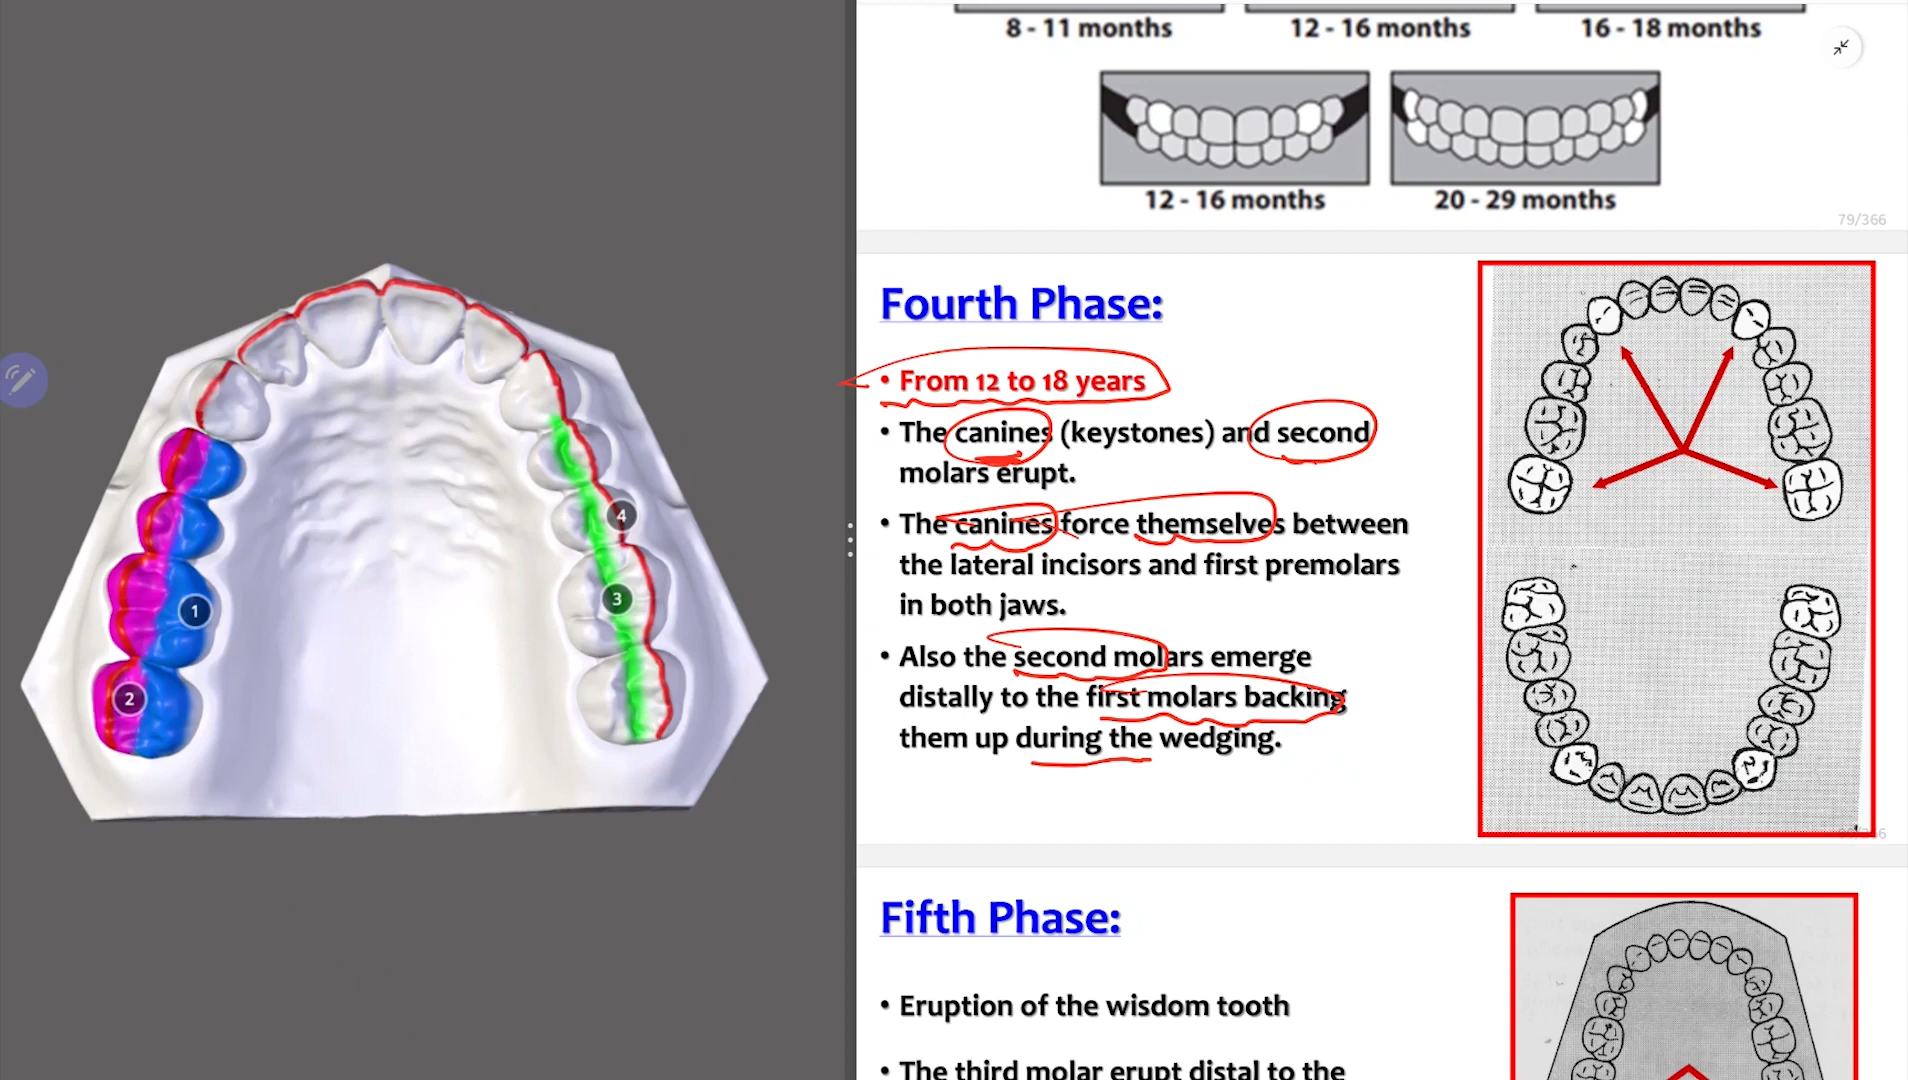 8 - 11 months
12 - 16 months
16 - 18 months
12 - 16 months
20 - 29 months
79/366
Fourth Phase:
• From 12 to 18 years
• The canines (keystones) and second
molars erupt.
• The canines force themselves between
the lateral incisors and first premolars
in both jaws.
• Also the second molars emerge
distally to the first molars backing
them up during the wedging.
1
2
3
4
Fifth Phase:
• Eruption of the wisdom tooth
• The third molar erupt distal to the